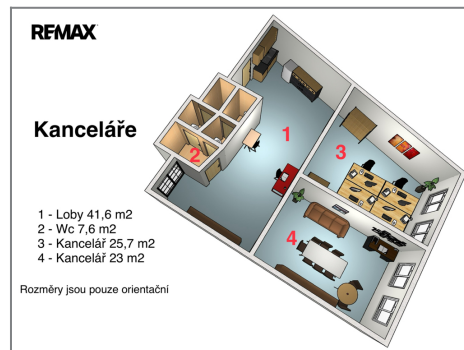 RE/MAX
Kanceláře
1 - Loby 41,6 m2
2 - Wc 7,6 m2
3 - Kancelář 25,7 m2
4 - Kancelář 23 m2
Rozměry jsou pouze orientační
1
2
3
4